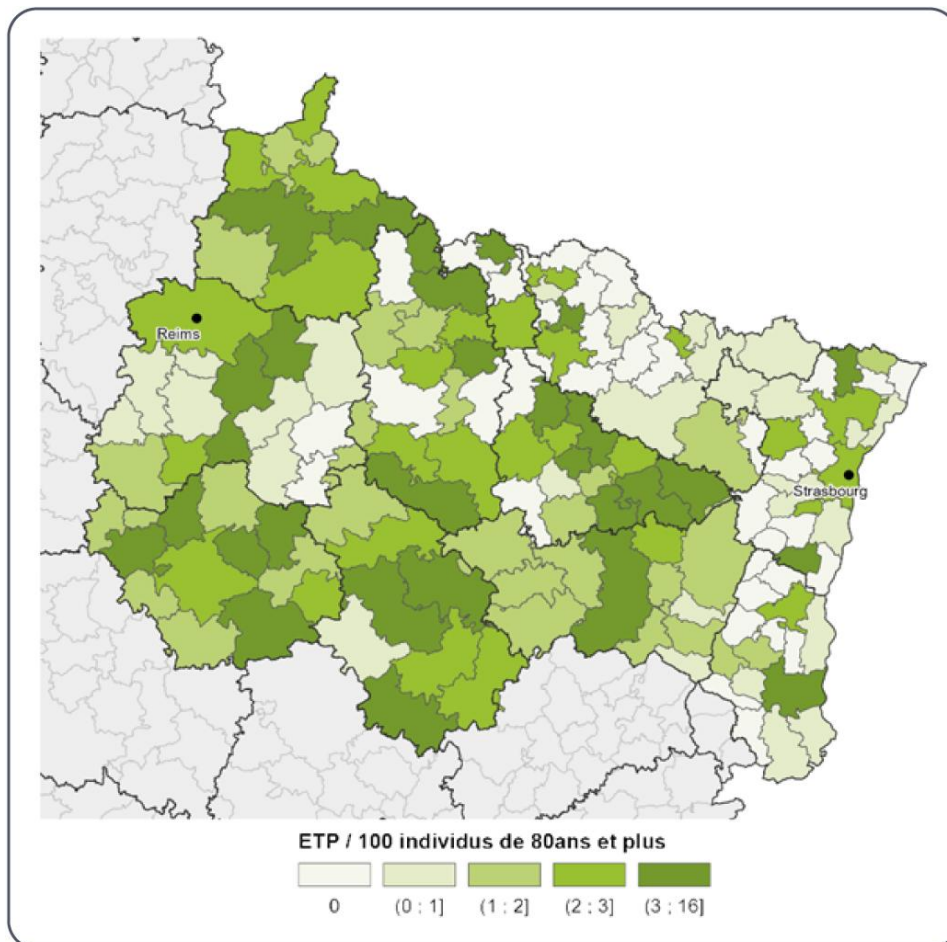 Reims
Strasbourg
ETP / 100 individus de 80ans et plus
0 (0 ; 1] (1 : 2] (2 ; 3] (3 ; 16]